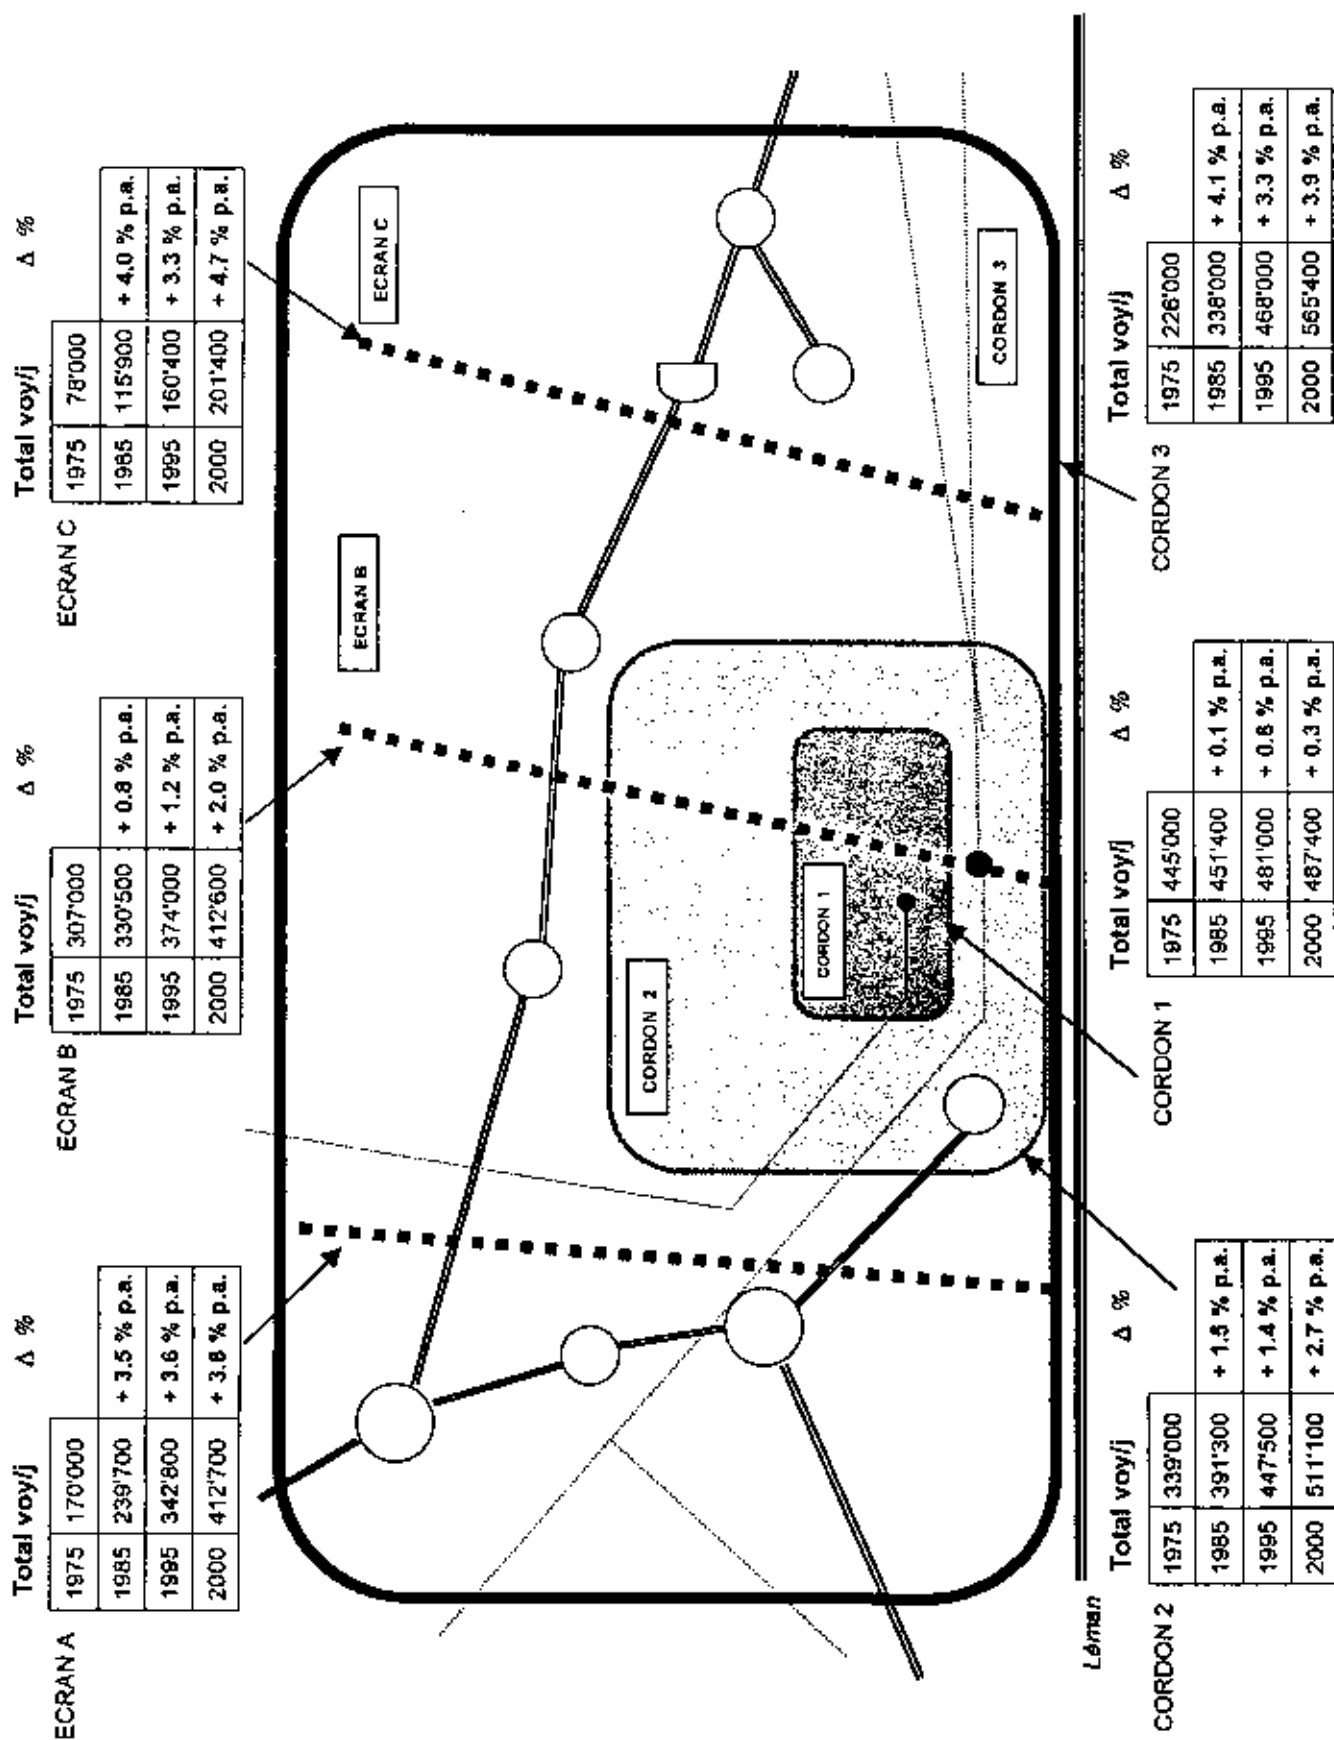 Total voy/j Δ %
ECRAN A
1975 170'000
1985 239'700 + 3.5 % p.a.
1995 342'800 + 3.6 % p.a.
2000 412'700 + 3.8 % p.a.
Total voy/j Δ %
ECRAN B
1975 307'000
1985 330'500 + 0.8 % p.a.
1995 374'000 + 1.2 % p.a.
2000 412'600 + 2.0 % p.a.
Total voy/j Δ %
ECRAN C
1975 78'000
1985 115'900 + 4.0 % p.a.
1995 160'400 + 3.3 % p.a.
2000 201'400 + 4.7 % p.a.
ECRAN B
ECRAN C
CORDON 2
CORDON 1
CORDON 3
Léman
Total voy/j Δ %
CORDON 2
1975 339'000
1985 391'300 + 1.5 % p.a.
1995 447'500 + 1.4 % p.a.
2000 511'100 + 2.7 % p.a.
Total voy/j Δ %
CORDON 1
1975 445'000
1985 451'400 + 0.1 % p.a.
1995 481'000 + 0.6 % p.a.
2000 487'400 + 0.3 % p.a.
Total voy/j Δ %
CORDON 3
1975 226'000
1985 338'000 + 4.1 % p.a.
1995 468'000 + 3.3 % p.a.
2000 565'400 + 3.9 % p.a.